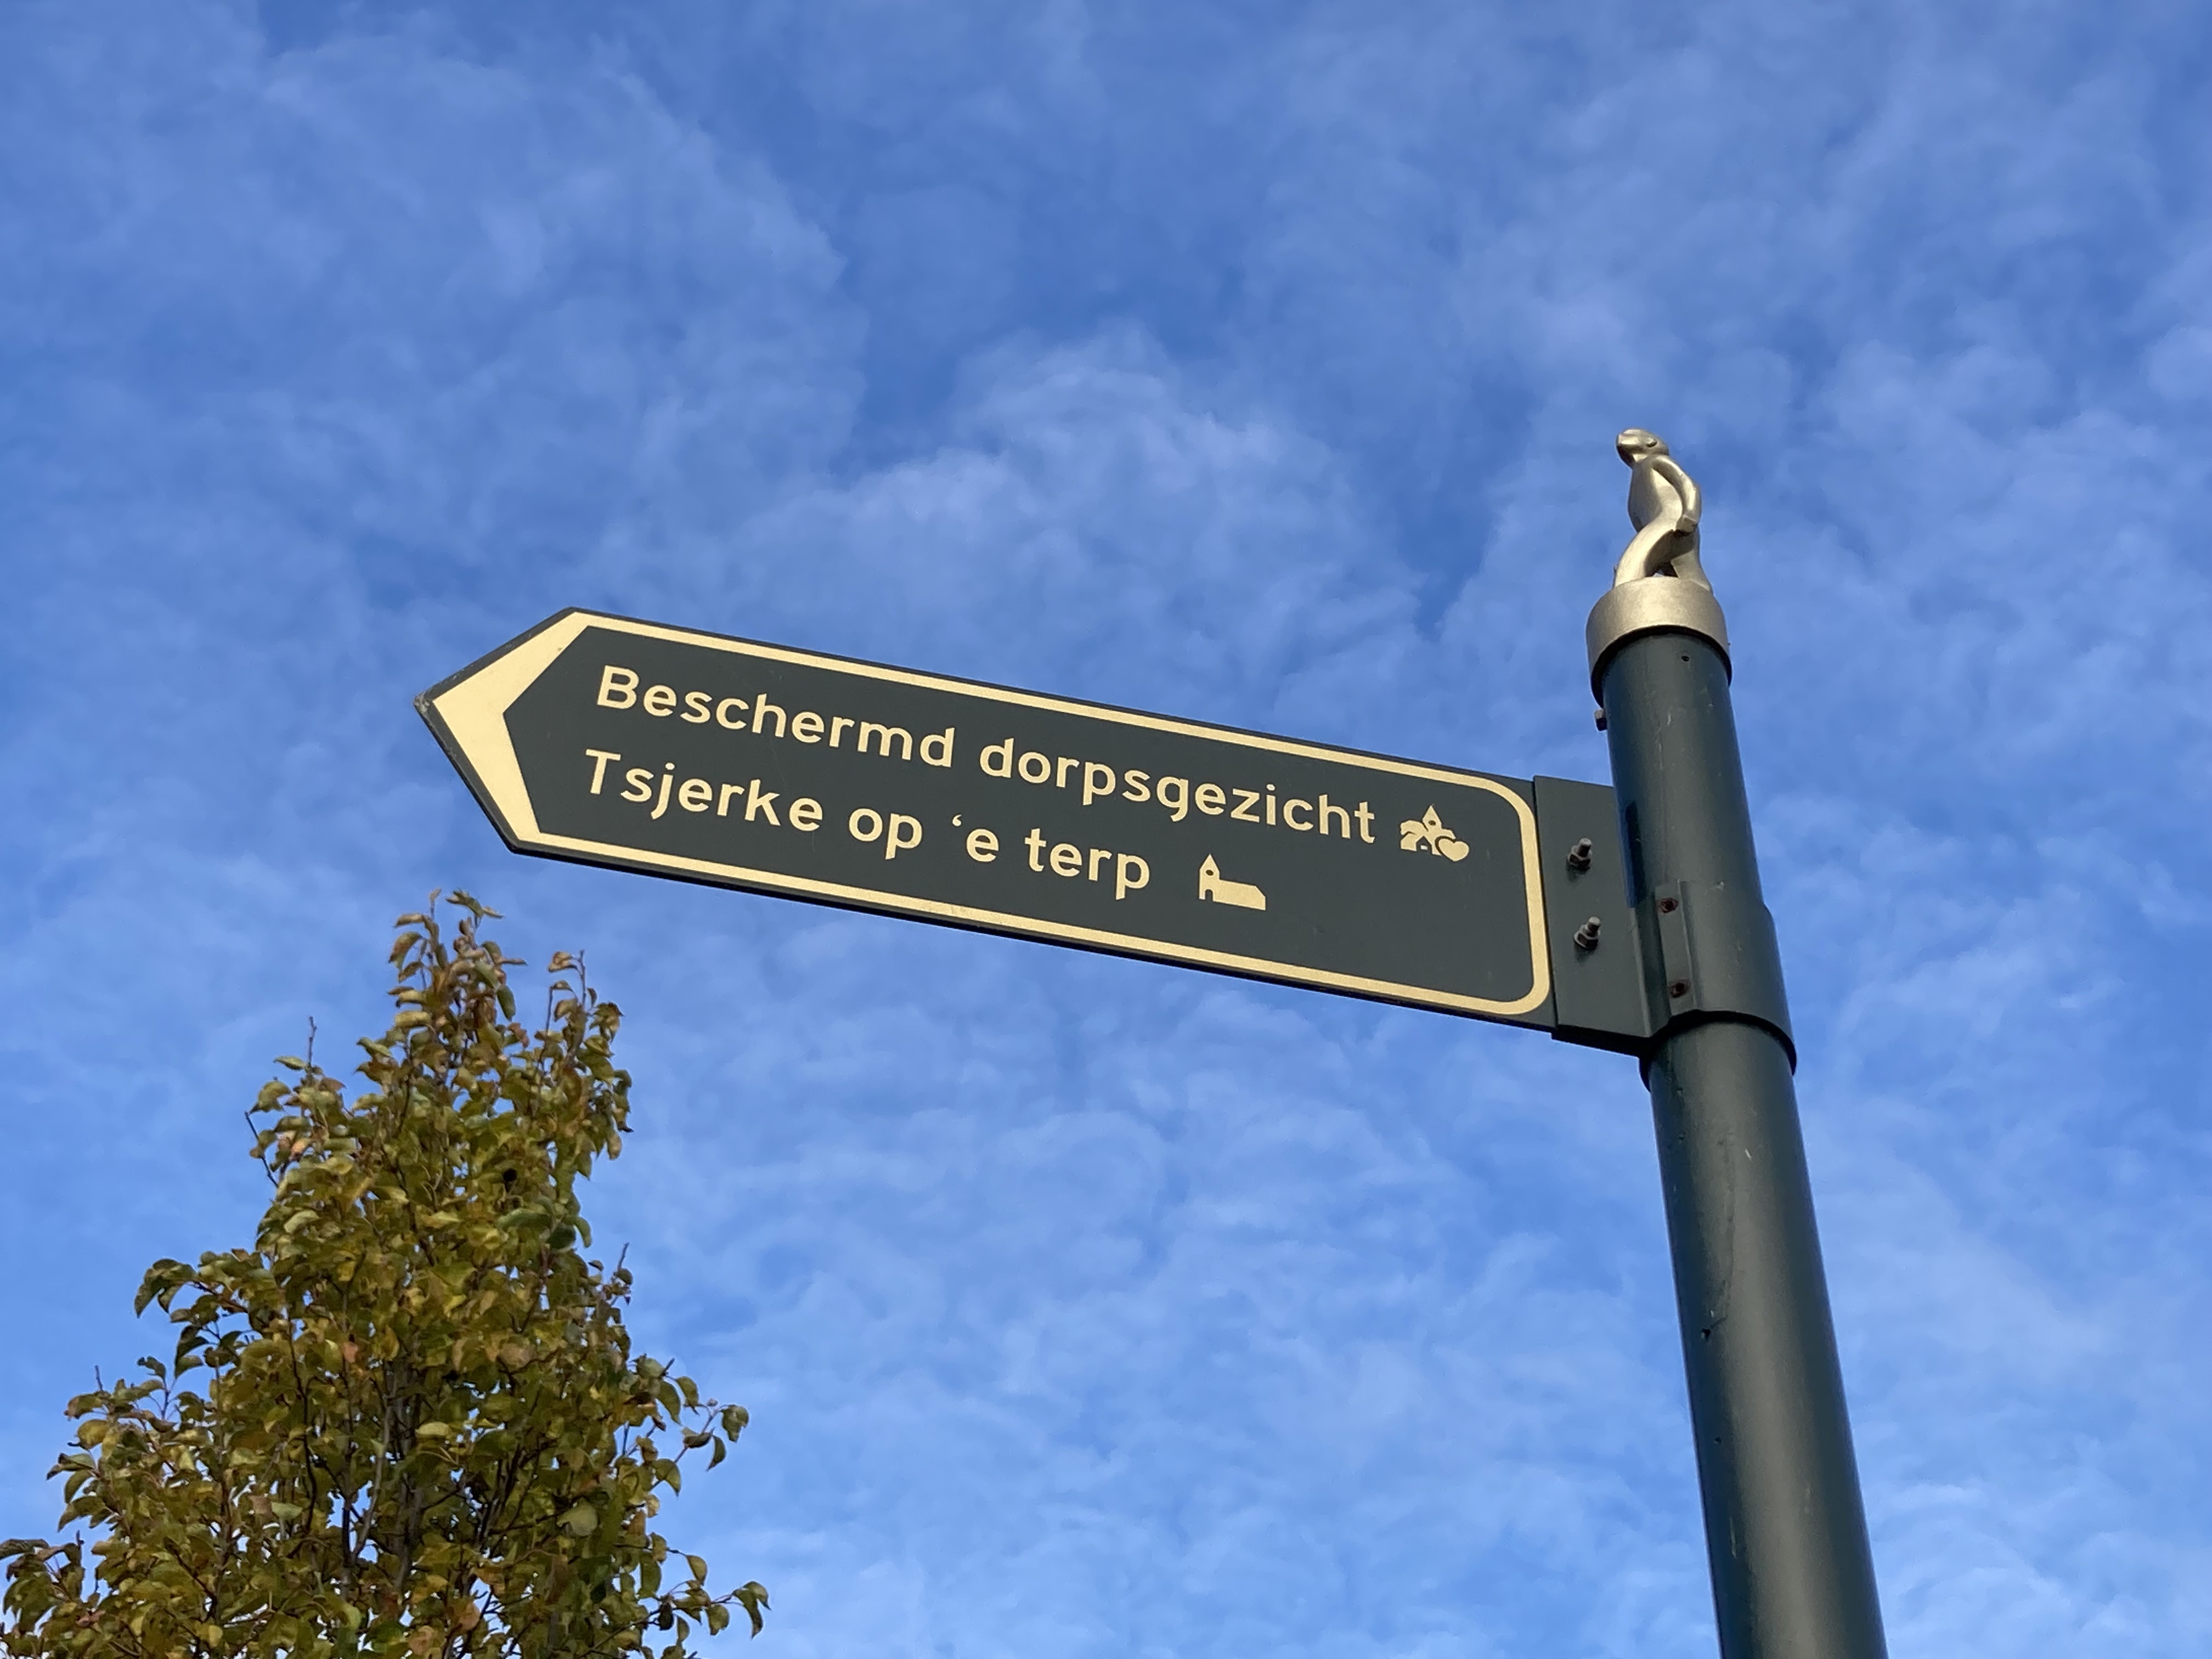 Beschermd dorpsgezicht
Tsjerke op ‘e terp